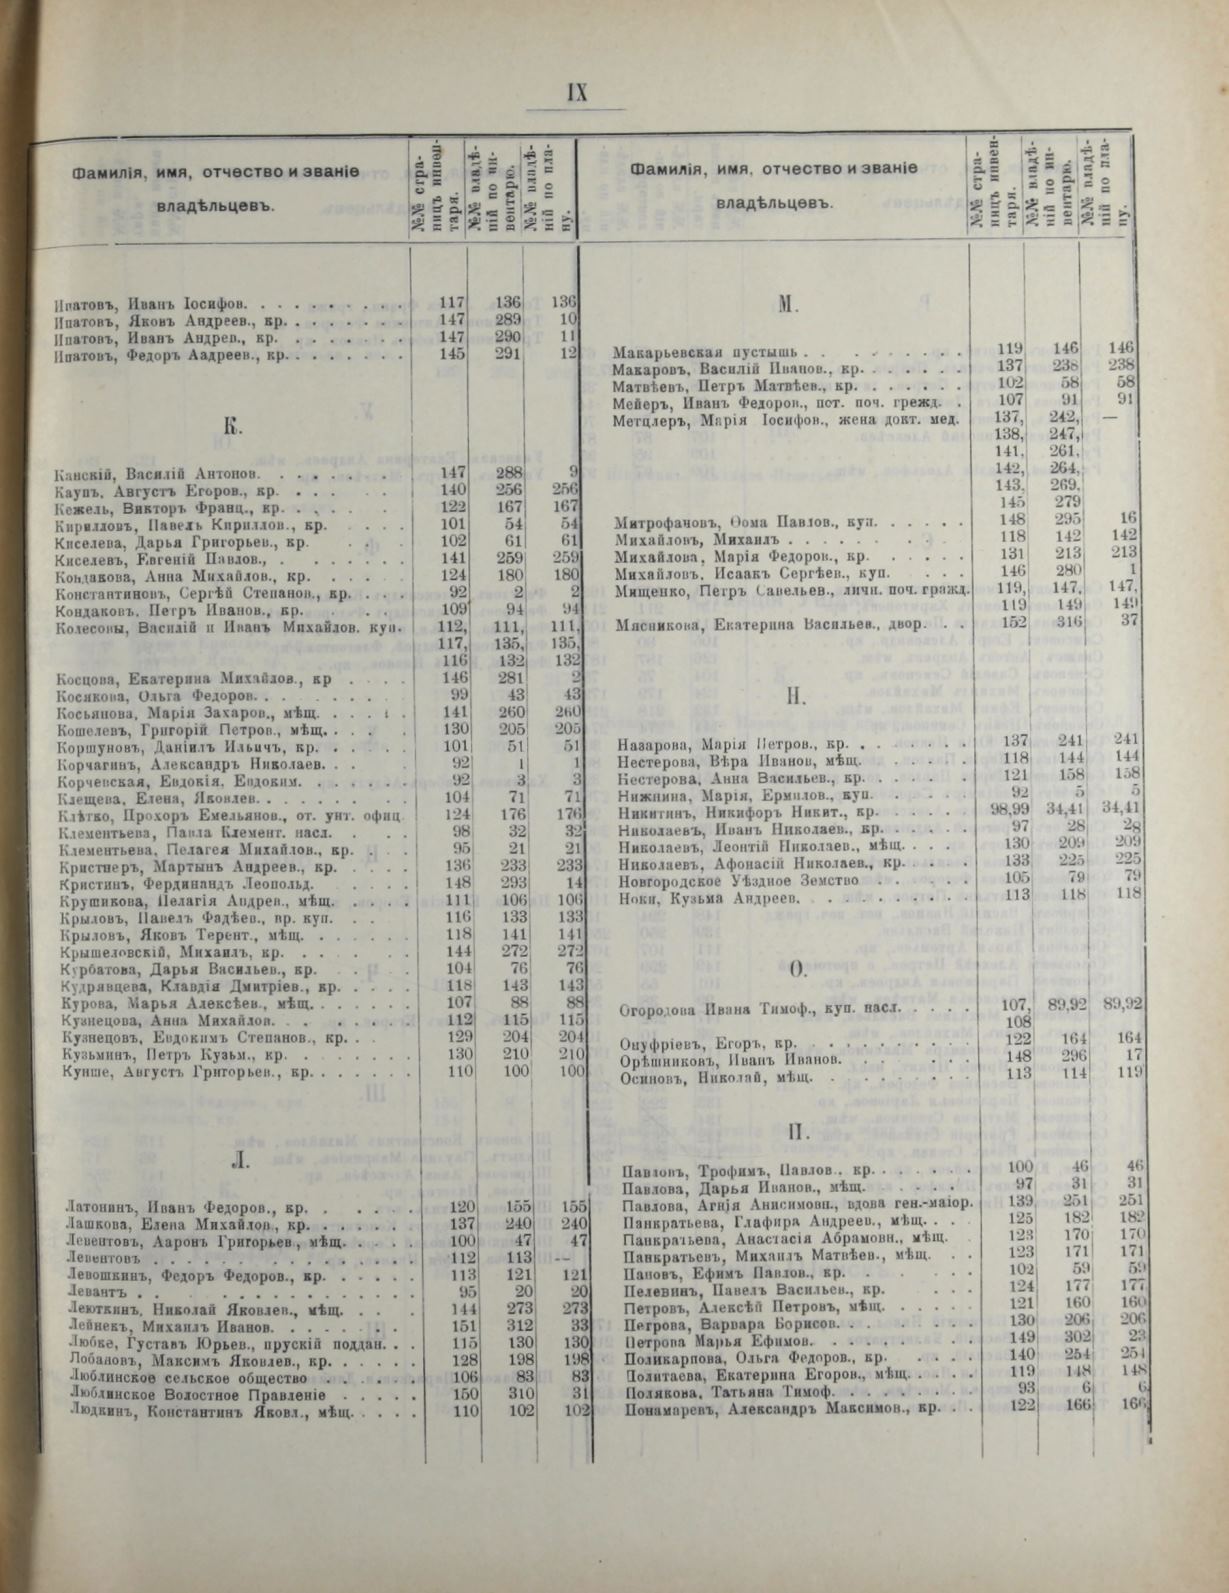 IX
Фамилія, имя, отчество и званіе
владѣльцевъ.
№№ стра-
ницъ инвен-
таря.
№№ владѣ-
ній по ин-
вентарю.
№№ владѣ-
ній по пла-
ну.
Ипатовъ, Иванъ Іосифов. 117 136 136
Ипатовъ, Яковъ Андреев., кр. 147 289 10
Ипатовъ, Иванъ Андрев., кр. 147 290 11
Ипатовъ, Федоръ Аадреев., кр. 145 291 12
К.
Канскій, Василій Антонов. 147 288 9
Каупъ, Августъ Егоров., кр. 140 256 256
Кежель, Викторъ Франц., кр. 122 167 167
Кирилловъ, Павелъ Кириллов., кр. 101 54 54
Киселева, Дарья Григорьев., кр. 102 61 61
Киселевъ, Евгеній Павлов., 141 259 259
Кондакова, Анна Михайлов., кр. 124 180 180
Константиновъ, Сергѣй Степанов., кр. 92 2 2
Кондаковъ, Петръ Иванов., кр. 109 94 94
Колесовы, Василій и Иванъ Михайлов. куп. 112, 111, 111,
117, 135, 135,
116 132 132
Косцова, Екатерина Михайлов., кр 146 281 2
Косякова, Ольга Федоров. 99 43 43
Косьянова, Марія Захаров., мѣщ. 141 260 260
Кошелевъ, Григорій Петров., мѣщ. 130 205 205
Коршуновъ, Даніилъ Ильичъ, кр. 101 51 51
Корчагинъ, Александръ Николаев. 92 1 1
Корчевская, Евдокія, Евдоким. 92 3 3
Клещева, Елена, Яковлев. 104 71 71
Клѣтко, Прохоръ Емельянов., от. унт. офиц. 124 176 176
Клементьева, Павла Клемент. насл. 98 32 32
Клементьева, Пелагея Михайлов., кр. 95 21 21
Кристнеръ, Мартынъ Андреев., кр. 136 233 233
Кристинъ, Фердинандъ Леопольд. 148 293 14
Крушикова, Пелагія Андрев., мѣщ. 111 106 106
Крыловъ, Павелъ Фадѣев., вр. куп. 116 133 133
Крыловъ, Яковъ Терент., мѣщ. 118 141 141
Крышеловскій, Михаилъ, кр. 144 272 272
Курбатова, Дарья Васильев., кр. 104 76 76
Кудрявцева, Клавдія Дмитріев., кр. 118 143 143
Курова, Марья Алексѣев., мѣщ. 107 88 88
Кузнецова, Анна Михайлов. 112 115 115
Кузнецовъ, Евдокимъ Степанов., кр. 129 204 204
Кузьминъ, Петръ Кузьм., кр. 130 210 210
Кунше, Августъ Григорьев., кр. 110 100 100
Л.
Латонинъ, Иванъ Федоров., кр. 120 155 155
Лашкова, Елена Михайлов., кр. 137 240 240
Левентовъ, Ааронъ Григорьев., мѣщ. 100 47 47
Левентовъ 112 113 —
Левошкинъ, Федоръ Федоров., кр. 113 121 121
Левантъ 95 20 20
Леюткинъ, Николай Яковлев., мѣщ. 144 273 273
Лейнекъ, Михаилъ Иванов. 151 312 33
Любке, Густавъ Юрьев., прускій поддан. 115 130 130
Лобановъ, Максимъ Яковлев., кр. 128 198 198
Люблинское сельское общество 106 83 83
Люблинское Волостное Правленіе 150 310 31
Людкинъ, Константинъ Яковл., мѣщ. 110 102 102
Фамилія, имя, отчество и званіе
владѣльцевъ.
№№ стра-
ницъ инвен-
таря.
№№ владѣ-
ній по ин-
вентарю.
№№ владѣ-
ній по пла-
ну.
М.
Макарьевская пустышь 119 146 146
Макаровъ, Василій Иванов., кр. 137 238 238
Матвѣевъ, Петръ Матвѣев., кр. 102 58 58
Мейеръ, Иванъ Федоров., пот. поч. грежд. 107 91 91
Метцлеръ, Марія Іосифов., жена докт. мед. 137, 242, —
138, 247,
141, 261,
142, 264,
143, 269,
145 279
Митрофановъ, Фома Павлов., куп. 148 295 16
Михайловъ, Михаилъ 118 142 142
Михайлова, Марія Федоров., кр. 131 213 213
Михайловъ, Исаакъ Сергѣев., куп. 146 280 1
Мищенко, Петръ Савельев., личн. поч. гражд. 119, 147, 147,
119 149 149
Мясникова, Екатерина Васильев., двор. 152 316 37
Н.
Назарова, Марія Петров., кр. 137 241 241
Нестерова, Вѣра Иванов, мѣщ. 118 144 144
Нестерова, Анна Васильев., кр. 121 158 158
Нижнина, Марія, Ермилов., куп. 92 5 5
Никитинъ, Никифоръ Никит., кр. 98,99 34,41 34,41
Николаевъ, Иванъ Николаев., кр. 97 28 28
Николаевъ, Леонтій Николаев., мѣщ. 130 209 209
Николаевъ, Афонасій Николаев., кр. 133 225 225
Новгородское Уѣздное Земство 105 79 79
Нокн, Кузьма Андреев. 113 118 118
О.
Огородова Ивана Тимоф., куп. насл. 107, 89,92 89,92
108
Онуфріевъ, Егоръ, кр. 122 164 164
Орѣшниковъ, Иванъ Иванов. 148 296 17
Осиповъ, Николай, мѣщ. 113 114 119
П.
Павловъ, Трофимъ, Павлов., кр. 100 46 46
Павлова, Дарья Иванов., мѣщ. 97 31 31
Павлова, Агнія Анисимовн., вдова ген.-маіор. 139 251 251
Панкратьева, Глафира Андреев., мѣщ. 125 182 182
Панкратьева, Анастасія Абрамовн., мѣщ. 123 170 170
Панкратьевъ, Михаилъ Матвѣев., мѣщ. 123 171 171
Пановъ, Ефимъ Павлов., кр. 102 59 59
Пелевинъ, Павелъ Васильев., кр. 124 177 177
Петровъ, Алексѣй Петровъ, мѣщ. 121 160 160
Петрова, Варвара Борисов. 130 206 206
Петрова Марья Ефимов. 149 302 23
Поликарпова, Ольга Федоров., кр. 140 254 254
Политаева, Екатерина Егоров., мѣщ. 119 148 148
Полякова, Татьяна Тимоф. 93 6 6
Понамаревъ, Александръ Максимов., кр. 122 166 166